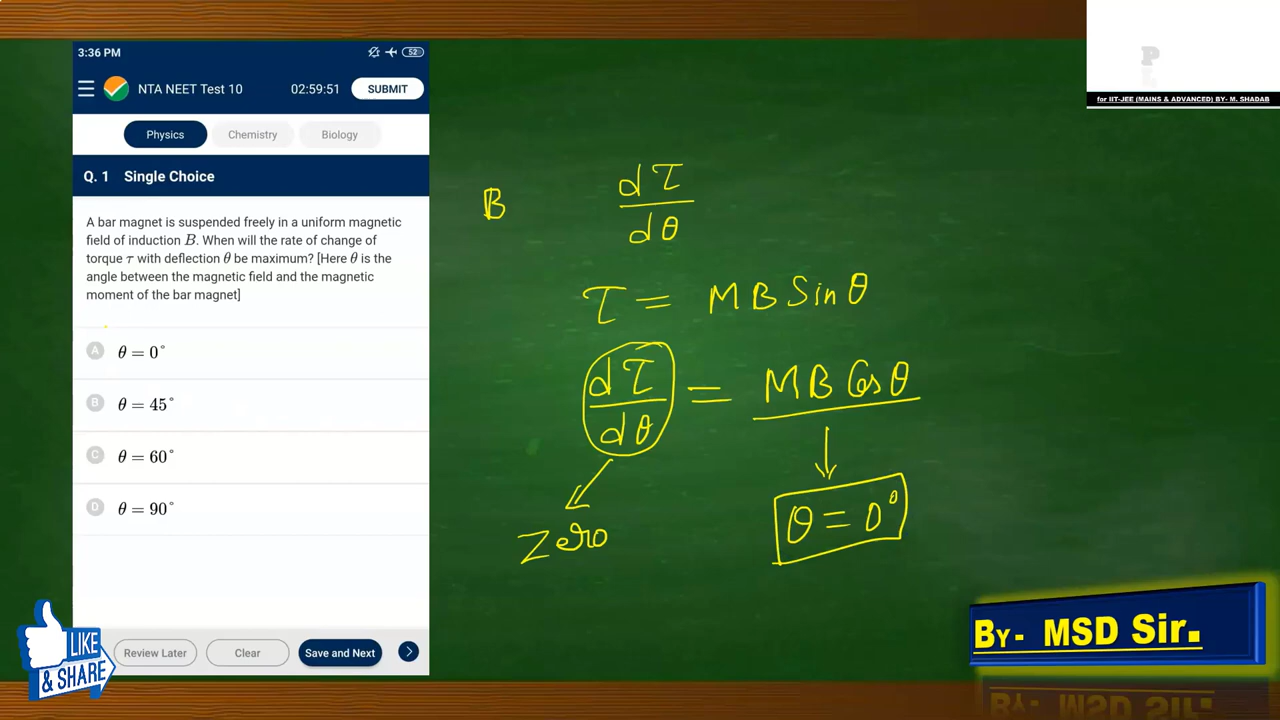 3:36 PM
52
NTA NEET Test 10
02:59:51
SUBMIT
Physics
Chemistry
Biology
Q. 1 Single Choice
A bar magnet is suspended freely in a uniform magnetic
field of induction B. When will the rate of change of
torque τ with deflection θ be maximum? [Here θ is the
angle between the magnetic field and the magnetic
moment of the bar magnet]
A θ = 0°
B θ = 45°
C θ = 60°
D θ = 90°
Review Later
Clear
Save and Next
LIKE
& SHARE
P
for IIT-JEE (MAINS & ADVANCED) BY- M. SHADAB
B
dτ
dθ
τ = MB Sinθ
dτ
dθ
= MB Cosθ
Zero
θ = 0°
BY- MSD Sir.